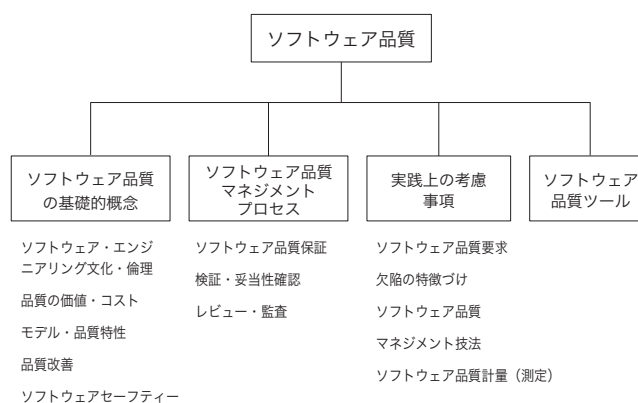 ソフトウェア品質
ソフトウェア品質
の基礎的概念
ソフトウェア品質
マネジメント
プロセス
実践上の考慮
事項
ソフトウェア
品質ツール
ソフトウェア・エンジ
ニアリング文化・倫理
品質の価値・コスト
モデル・品質特性
品質改善
ソフトウェアセーフティー
ソフトウェア品質保証
検証・妥当性確認
レビュー・監査
ソフトウェア品質要求
欠陥の特徴づけ
ソフトウェア品質
マネジメント技法
ソフトウェア品質計量（測定）